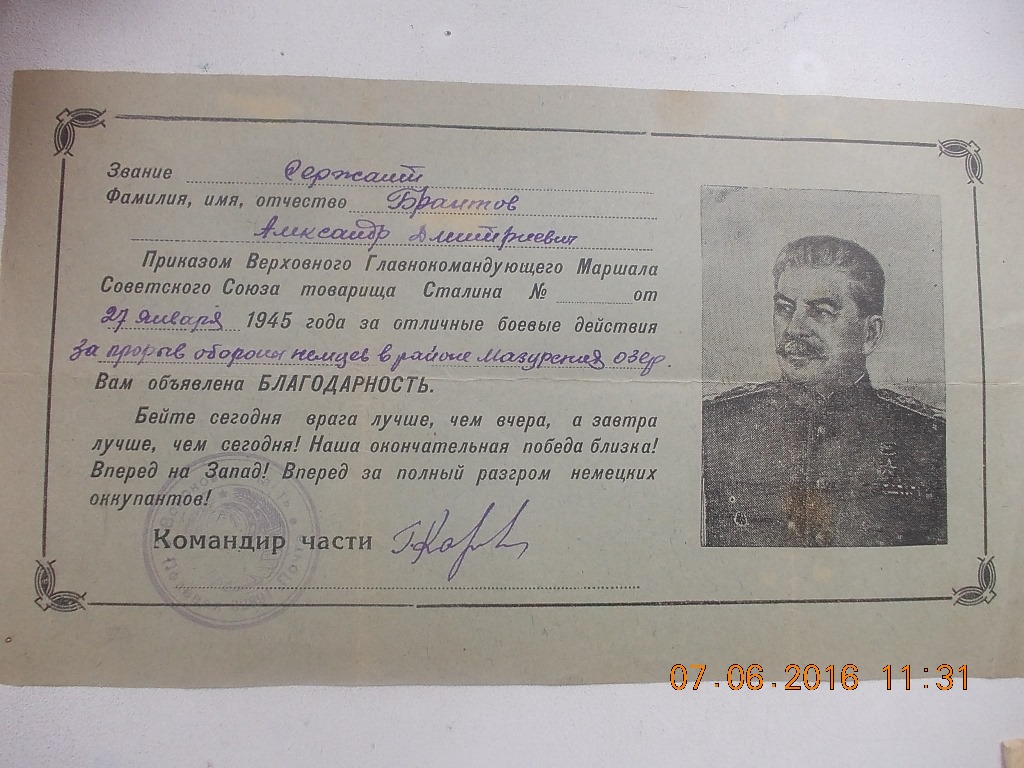 Звание Сержант
Фамилия, имя, отчество Брантов
Александр Дмитриевич
Приказом Верховного Главнокомандующего Маршала
Советского Союза товарища Сталина № от
27 января 1945 года за отличные боевые действия
за прорыв обороны немцев в районе Мазурския озер.
Вам объявлена БЛАГОДАРНОСТЬ.
Бейте сегодня врага лучше, чем вчера, а завтра
лучше, чем сегодня! Наша окончательная победа близка!
Вперед на Запад! Вперед за полный разгром немецких
оккупантов!
Командир части
07.06.2016 11:31